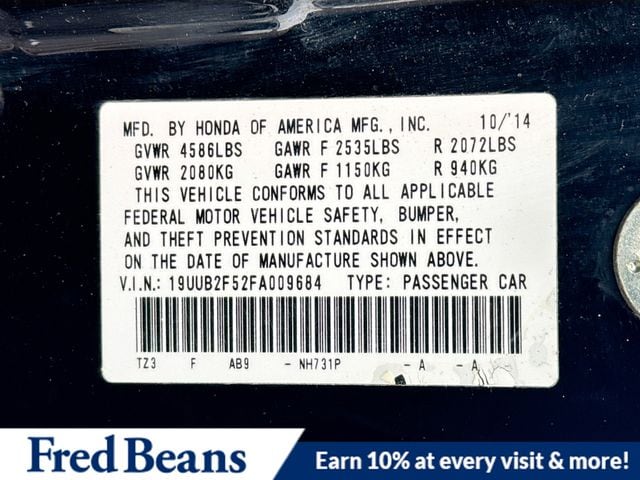 MFD. BY HONDA OF AMERICA MFG., INC. 10/'14
GVWR 4586LBS GAWR F 2535LBS R 2072LBS
GVWR 2080KG GAWR F 1150KG R 940KG
THIS VEHICLE CONFORMS TO ALL APPLICABLE
FEDERAL MOTOR VEHICLE SAFETY, BUMPER,
AND THEFT PREVENTION STANDARDS IN EFFECT
ON THE DATE OF MANUFACTURE SHOWN ABOVE.
V.I.N.: 19UUB2F52FA009684 TYPE: PASSENGER CAR
TZ3 F AB9 - NH731P - A - A
Fred Beans Earn 10% at every visit & more!